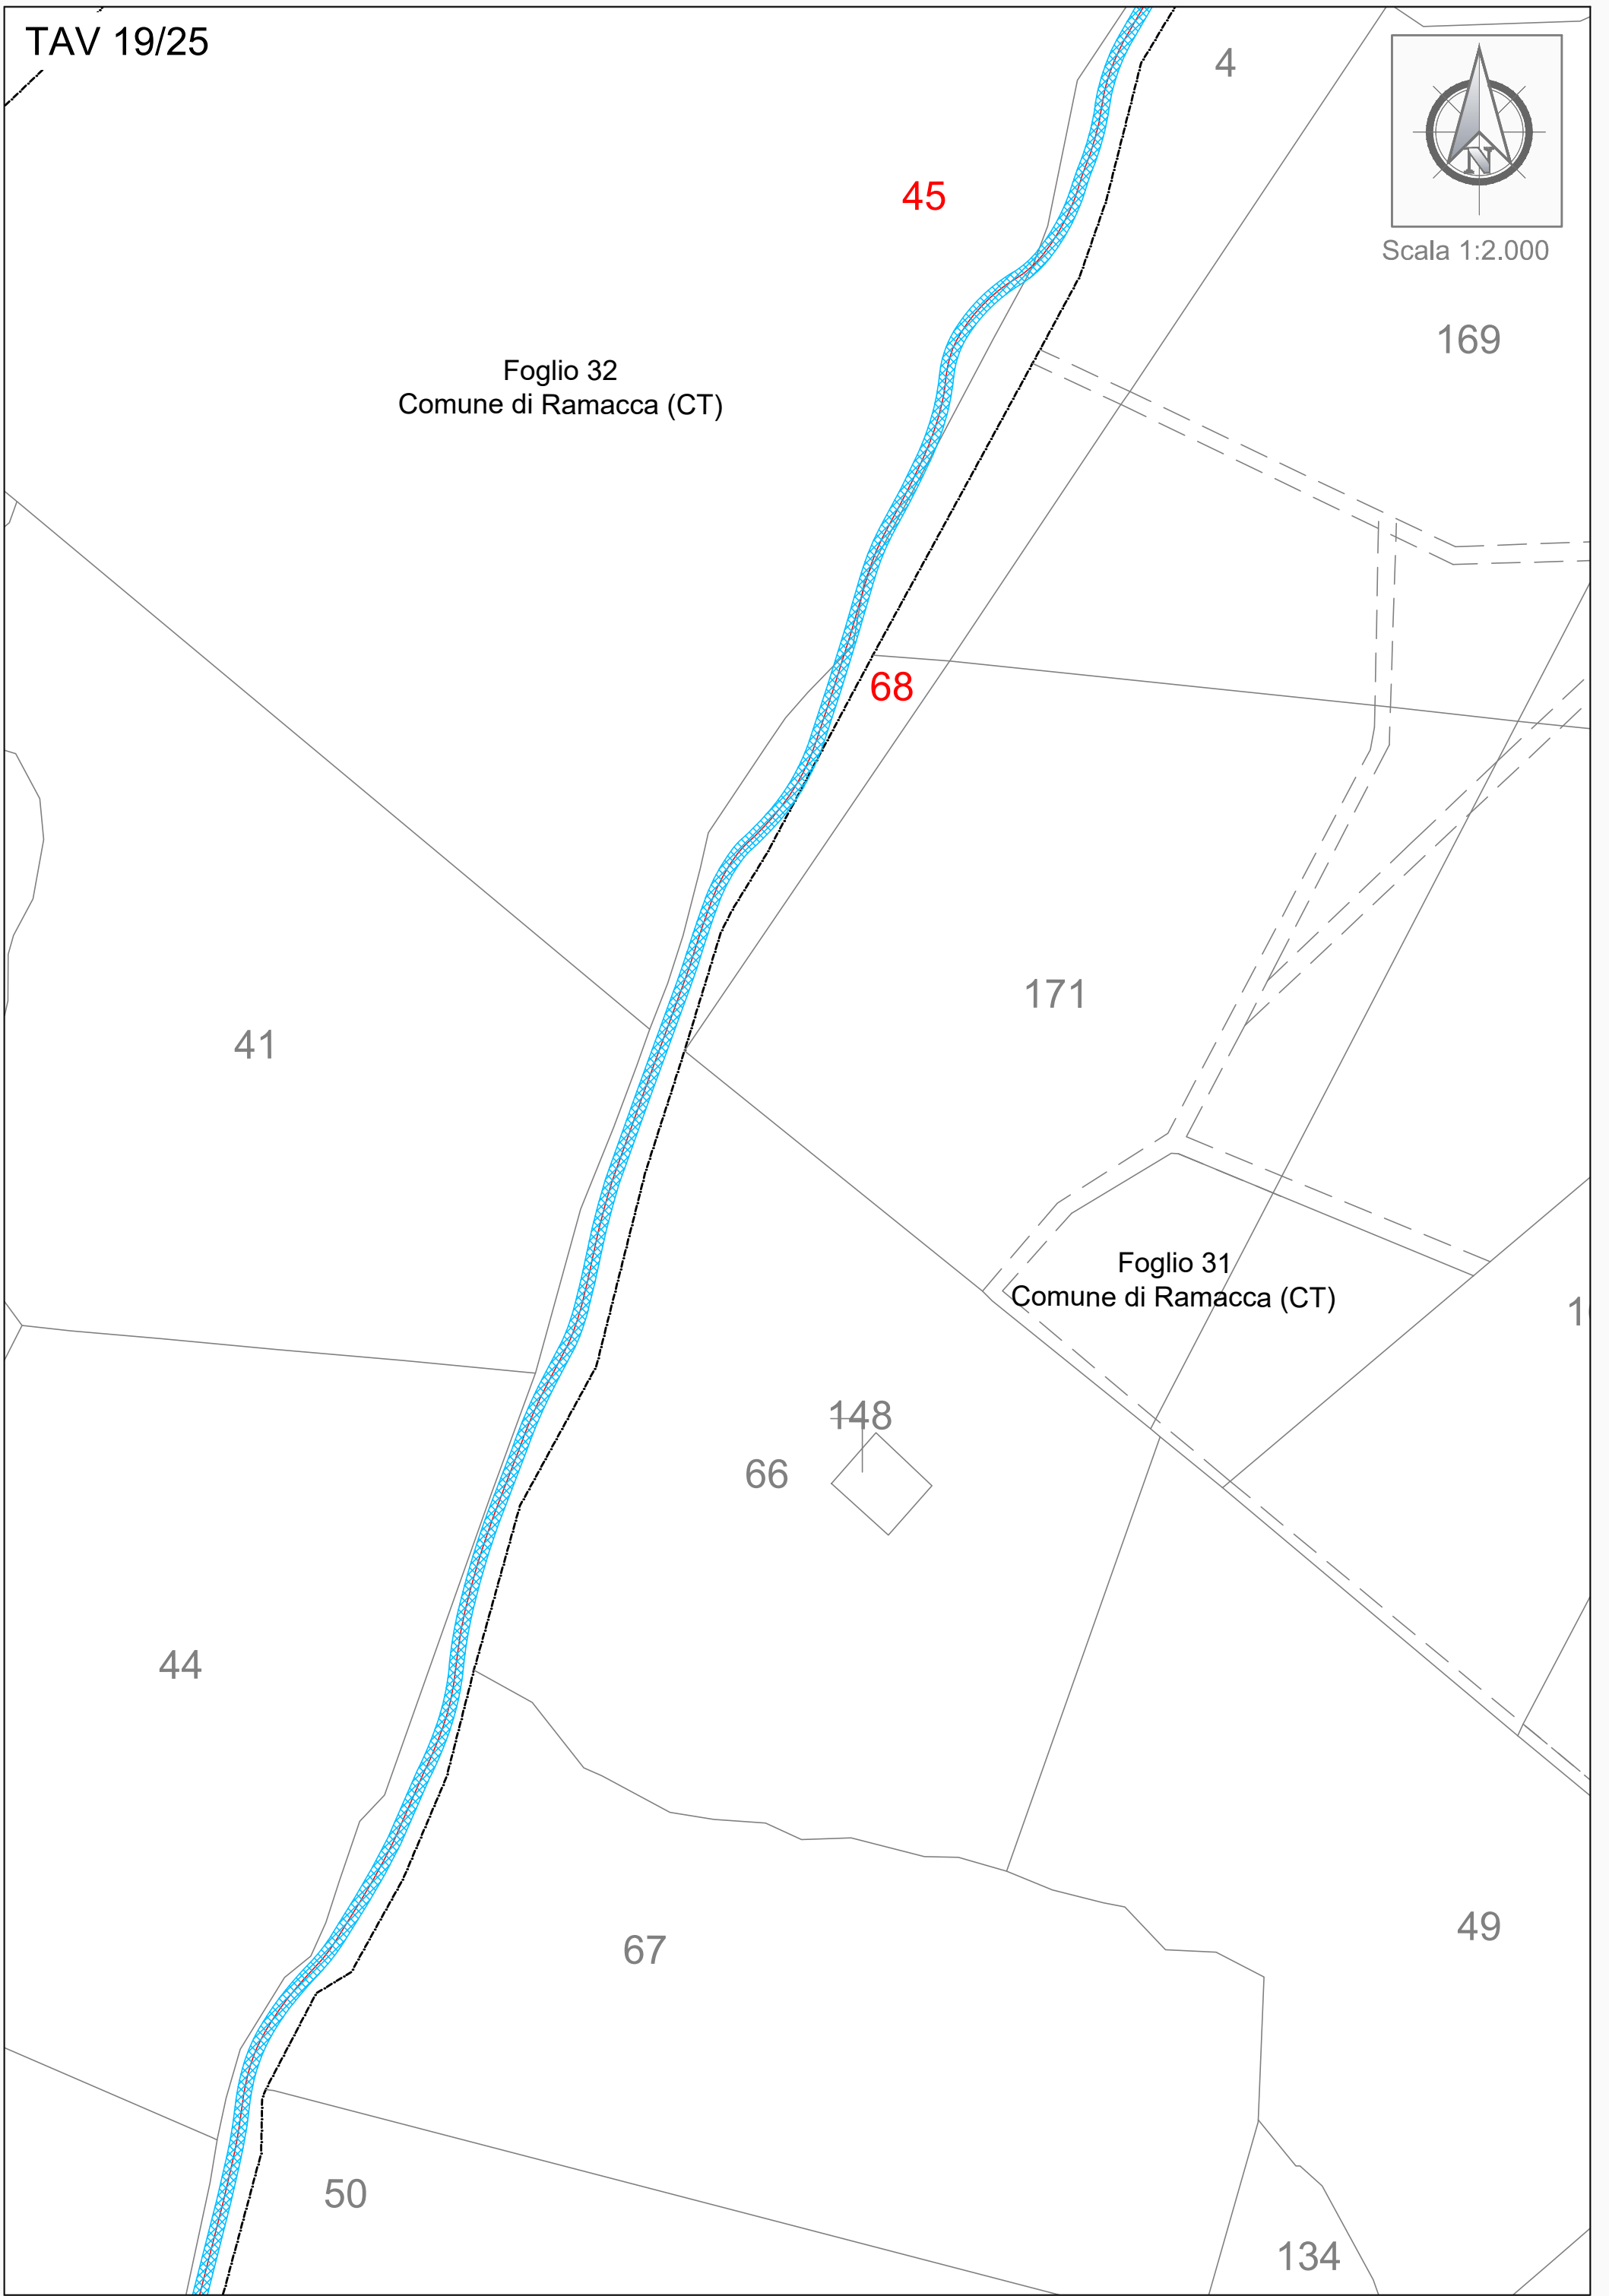 TAV 19/25
4
N
45
Scala 1:2.000
169
Foglio 32
Comune di Ramacca (CT)
68
171
41
Foglio 31
Comune di Ramacca (CT)
148
66
44
49
67
50
134